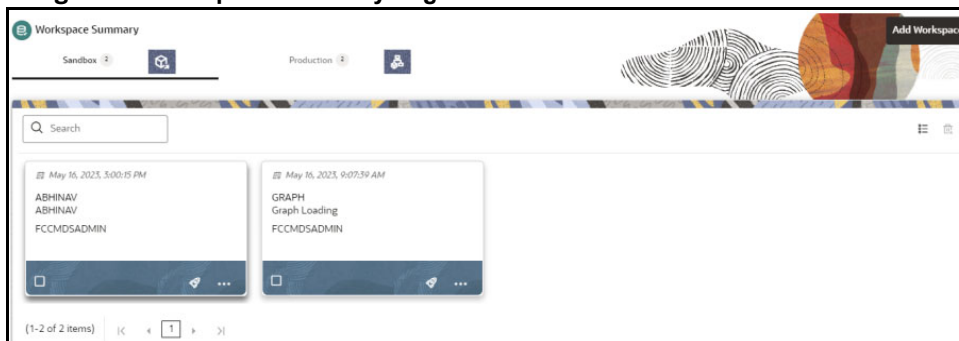 Workspace Summary
Add Workspace
Sandbox 2
Production 2
Search
May 16, 2023, 3:00:15 PM
ABHINAV
ABHINAV
FCCMDSADMIN
May 16, 2023, 9:07:39 AM
GRAPH
Graph Loading
FCCMDSADMIN
(1-2 of 2 items)
1